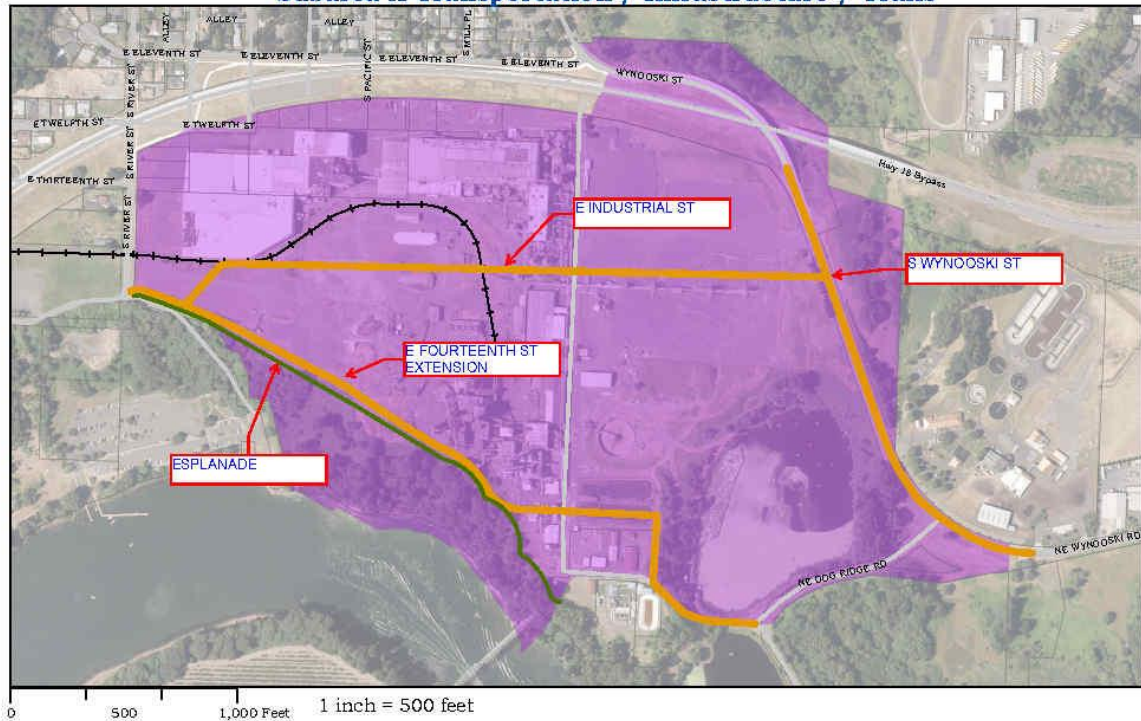 ALLEY
ALLEY
S MILL PL
S PACIFIC ST
S RIVER ST
E ELEVENTH ST
E ELEVENTH ST
E ELEVENTH ST
E ELEVENTH ST
WYNOOSKI ST
E TWELFTH ST
E TWELFTH ST
S RIVER ST
Hwy 18 Bypass
E THIRTEENTH ST
S RIVER ST
E INDUSTRIAL ST
S WYNOOSKI ST
E FOURTEENTH ST
EXTENSION
ESPLANADE
NE WYNOOSKI RD
NE DOG RIDGE RD
0 500 1,000 Feet 1 inch = 500 feet